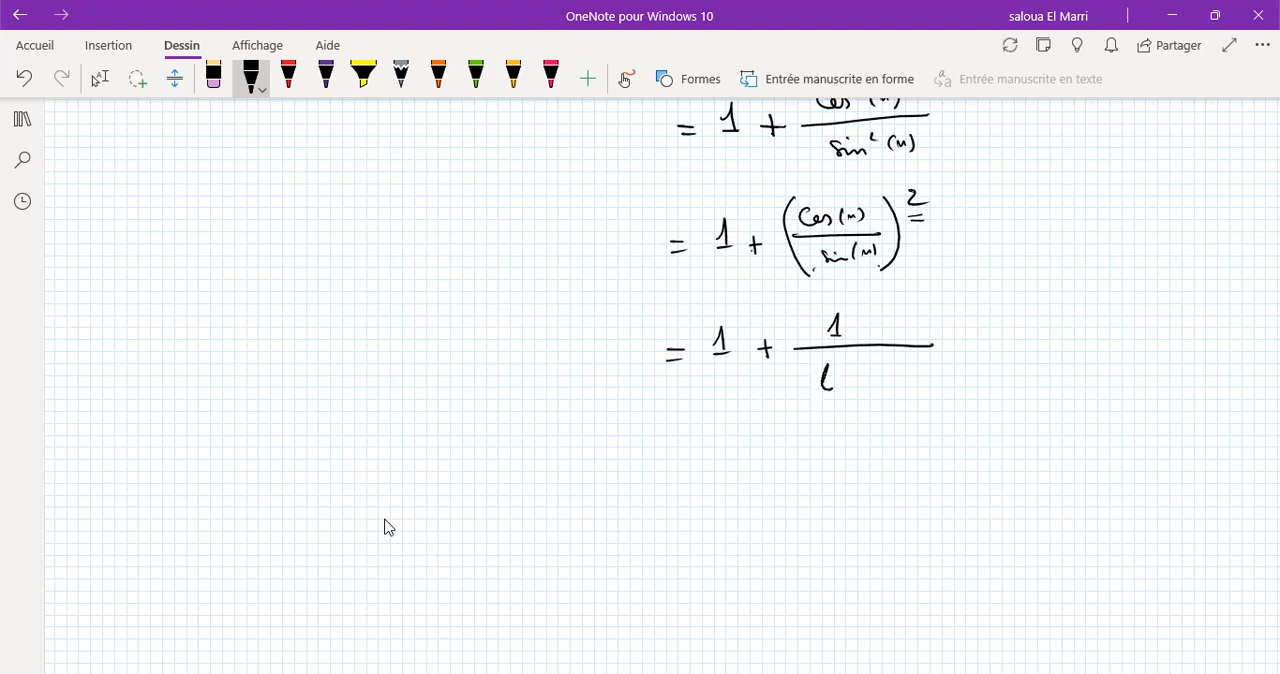 OneNote pour Windows 10
saloua El Marri
Accueil Insertion Dessin Affichage Aide
Partager
Formes Entrée manuscrite en forme Entrée manuscrite en texte
= 1 + cos²(x) / sin²(x)
= 1 + (cos(x) / sin(x))²
= 1 + 1 / (